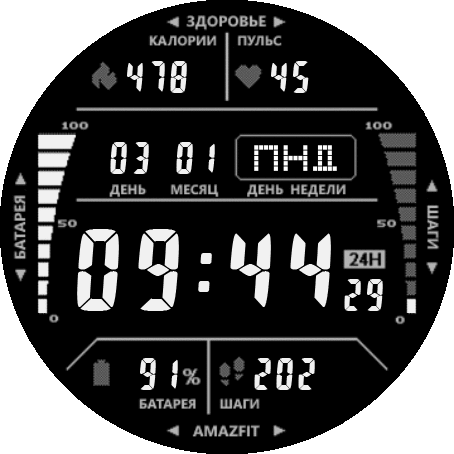 ◄ ЗДОРОВЬЕ ►
КАЛОРИИ ПУЛЬС
478 45
100 100
03 01 ПНД
ДЕНЬ МЕСЯЦ ДЕНЬ НЕДЕЛИ
◄ БАТАРЕЯ ►
◄ ШАГИ ►
50 50
09:44 24H
29
0 0
91% 202
БАТАРЕЯ ШАГИ
◄ AMAZFIT ►